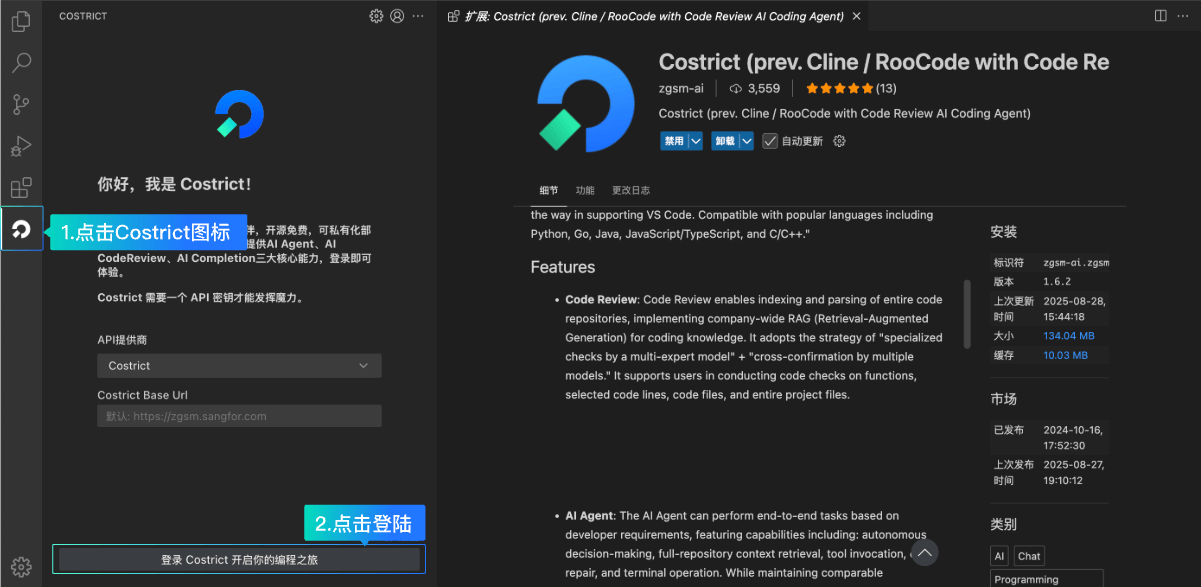 COSTRICT
你好，我是 Costrict！
1.点击Costrict图标
伴，开源免费，可私有化部
提供AI Agent、AI
CodeReview、AI Completion三大核心能力，登录即可
体验。
Costrict 需要一个 API 密钥才能发挥魔力。
API提供商
Costrict
Costrict Base Url
默认: https://zgsm.sangfor.com
2.点击登陆
登录 Costrict 开启你的编程之旅
扩展: Costrict (prev. Cline / RooCode with Code Review AI Coding Agent)
Costrict (prev. Cline / RooCode with Code Re
zgsm-ai 3,559 (13)
Costrict (prev. Cline / RooCode with Code Review AI Coding Agent)
禁用 卸载 自动更新
细节 功能 更改日志
the way in supporting VS Code. Compatible with popular languages including
Python, Go, Java, JavaScript/TypeScript, and C/C++."
Features
• Code Review: Code Review enables indexing and parsing of entire code
repositories, implementing company-wide RAG (Retrieval-Augmented
Generation) for coding knowledge. It adopts the strategy of "specialized
checks by a multi-expert model" + "cross-confirmation by multiple
models." It supports users in conducting code checks on functions,
selected code lines, code files, and entire project files.
• AI Agent: The AI Agent can perform end-to-end tasks based on
developer requirements, featuring capabilities including: autonomous
decision-making, full-repository context retrieval, tool invocation,
repair, and terminal operation. While maintaining comparable
安装
标识符 zgsm-ai.zgsm
版本 1.6.2
上次更新 2025-08-28,
时间 15:44:18
大小 134.04 MB
缓存 10.03 MB
市场
已发布 2024-10-16,
17:52:30
上次发布 2025-08-27,
时间 19:10:12
类别
AI Chat
Programming